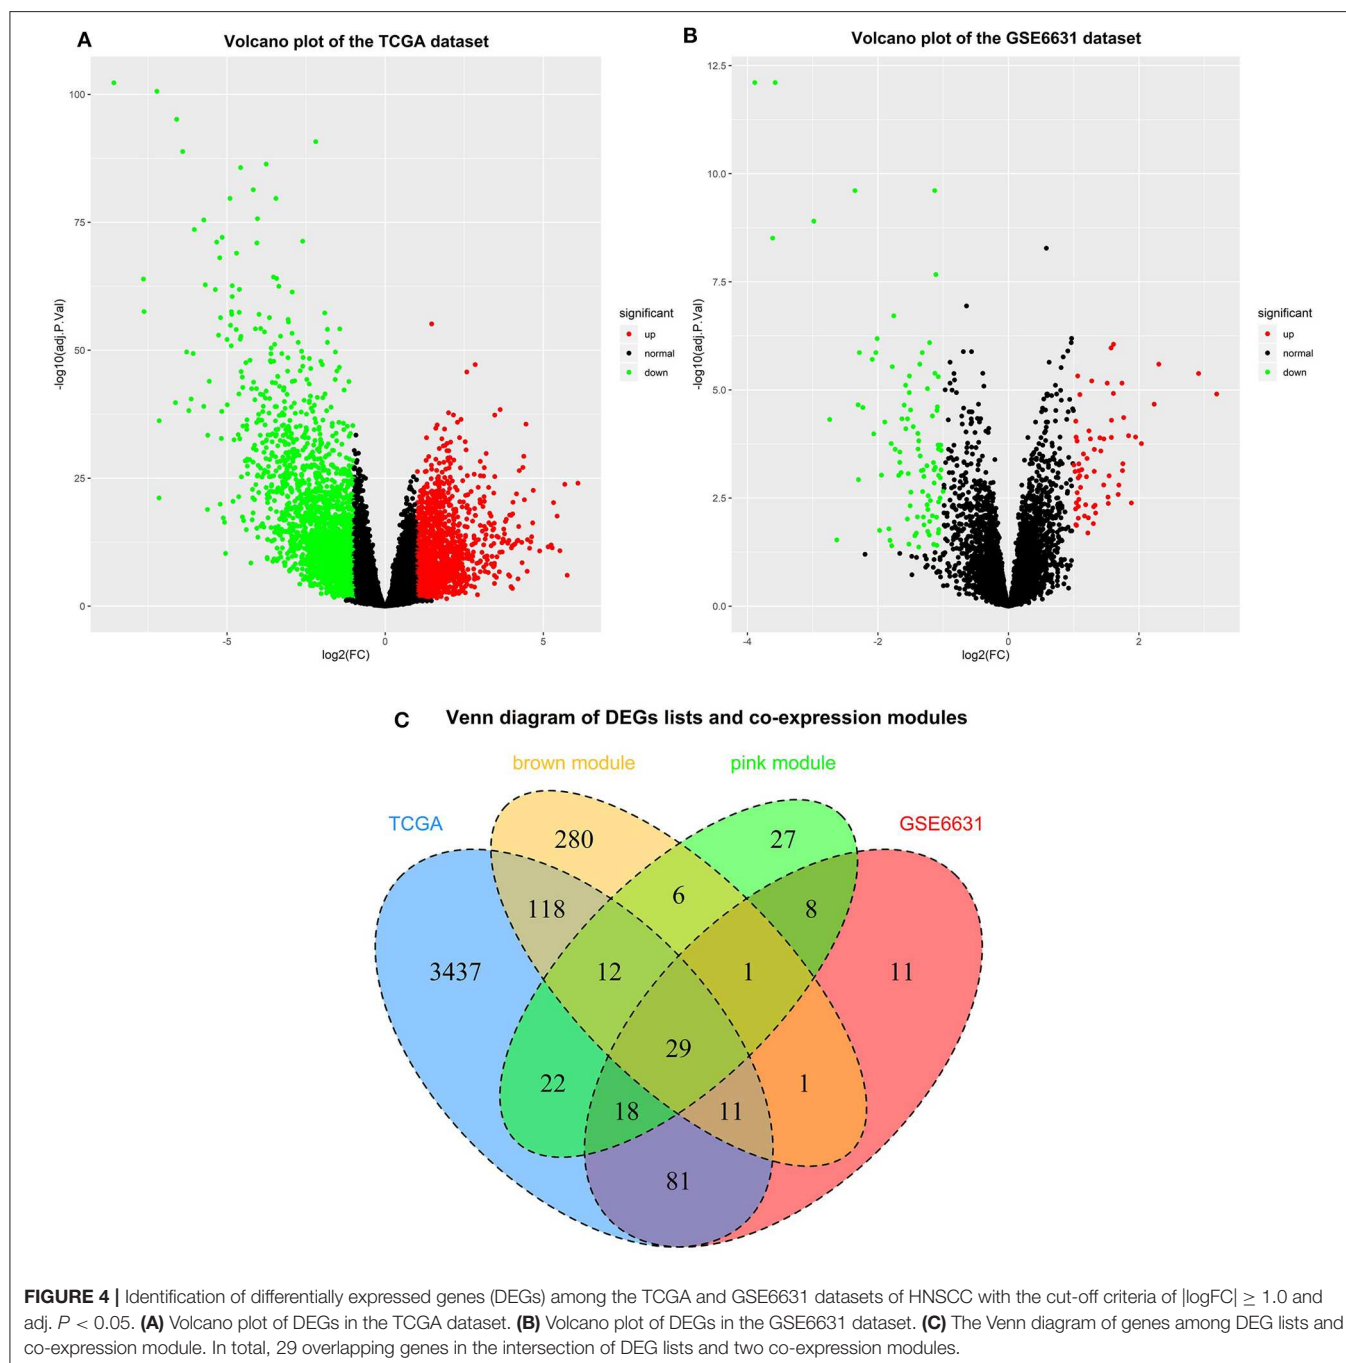 A
Volcano plot of the TCGA dataset
100
75
50
25
0
-log10(adj.P.Val)
-5
0
5
log2(FC)
significant
up
normal
down
B
Volcano plot of the GSE6631 dataset
12.5
10.0
7.5
5.0
2.5
0.0
-log10(adj.P.Val)
-4
-2
0
2
log2(FC)
significant
up
normal
down
C Venn diagram of DEGs lists and co-expression modules
brown module
pink module
TCGA
GSE6631
280
27
6
118
8
3437
12
1
11
29
22
1
18
11
81
FIGURE 4 | Identification of differentially expressed genes (DEGs) among the TCGA and GSE6631 datasets of HNSCC with the cut-off criteria of |logFC| ≥ 1.0 and
adj. P < 0.05. (A) Volcano plot of DEGs in the TCGA dataset. (B) Volcano plot of DEGs in the GSE6631 dataset. (C) The Venn diagram of genes among DEG lists and
co-expression module. In total, 29 overlapping genes in the intersection of DEG lists and two co-expression modules.